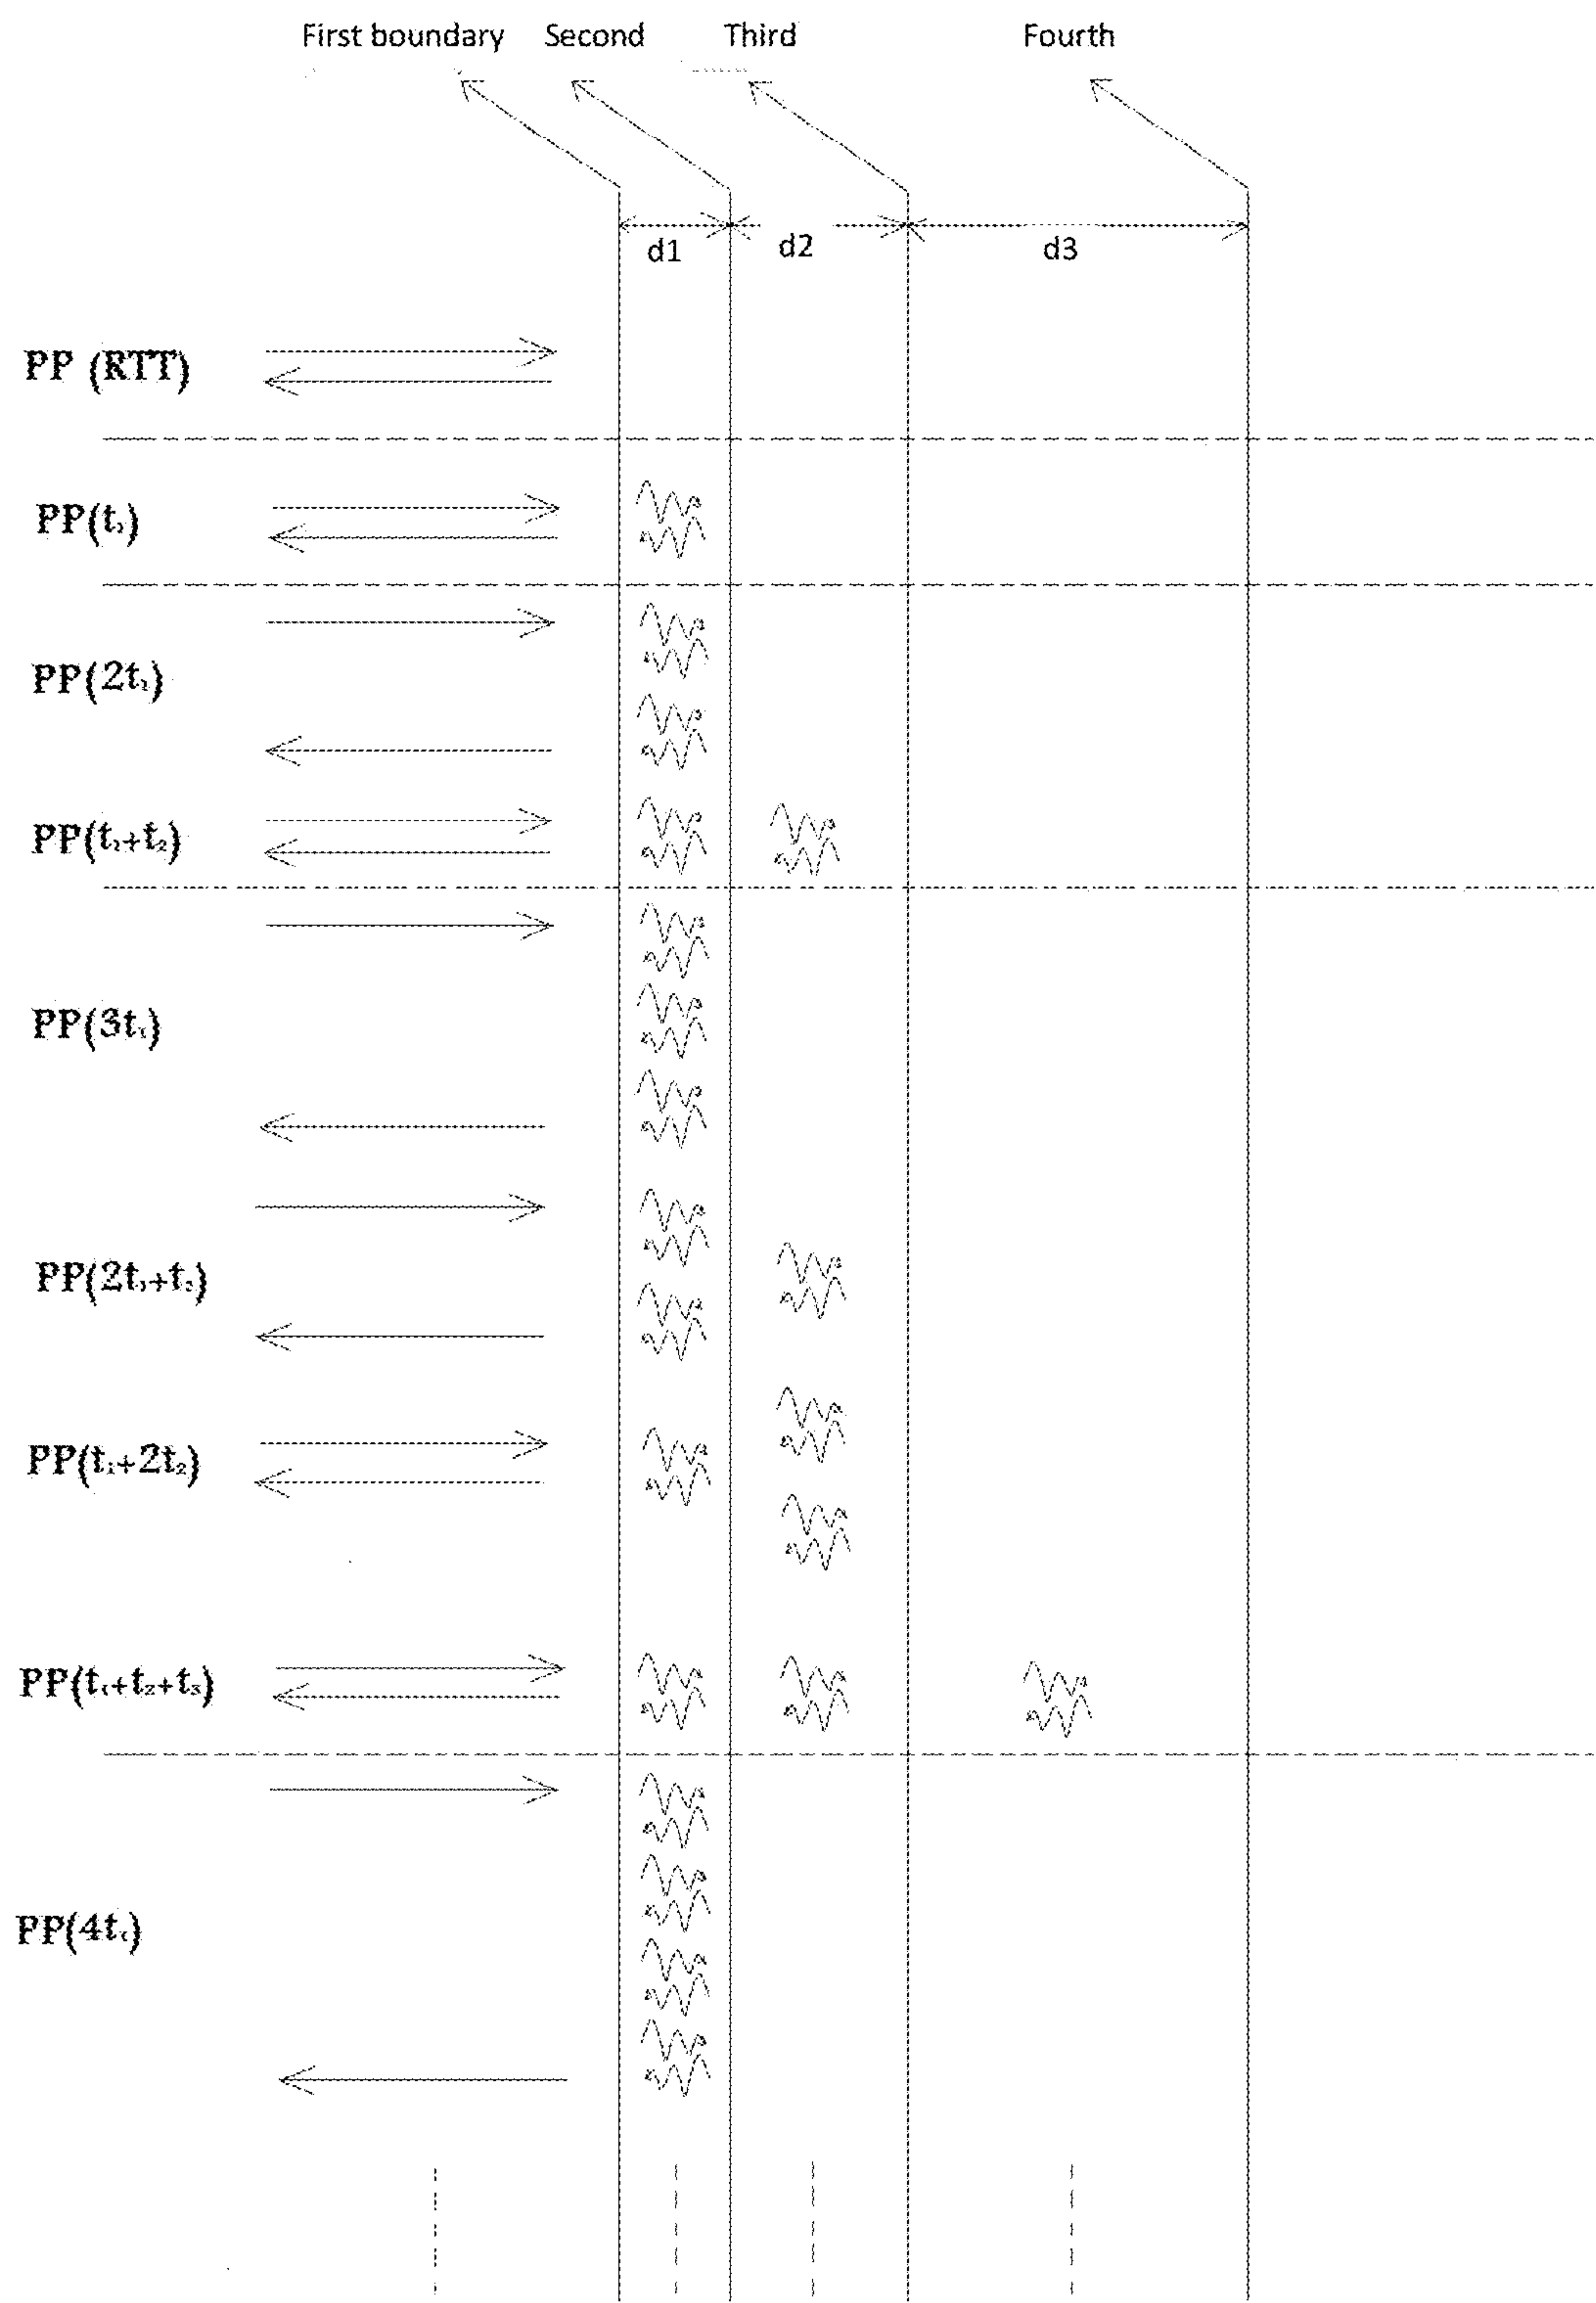 First boundary Second Third Fourth
d1 d2 d3
PP (RTT)
PP(t₁)
PP(2t₁)
PP(t₁+t₂)
PP(3t₁)
PP(2t₁+t₂)
PP(t₁+2t₂)
PP(t₁+t₂+t₃)
PP(4t₁)